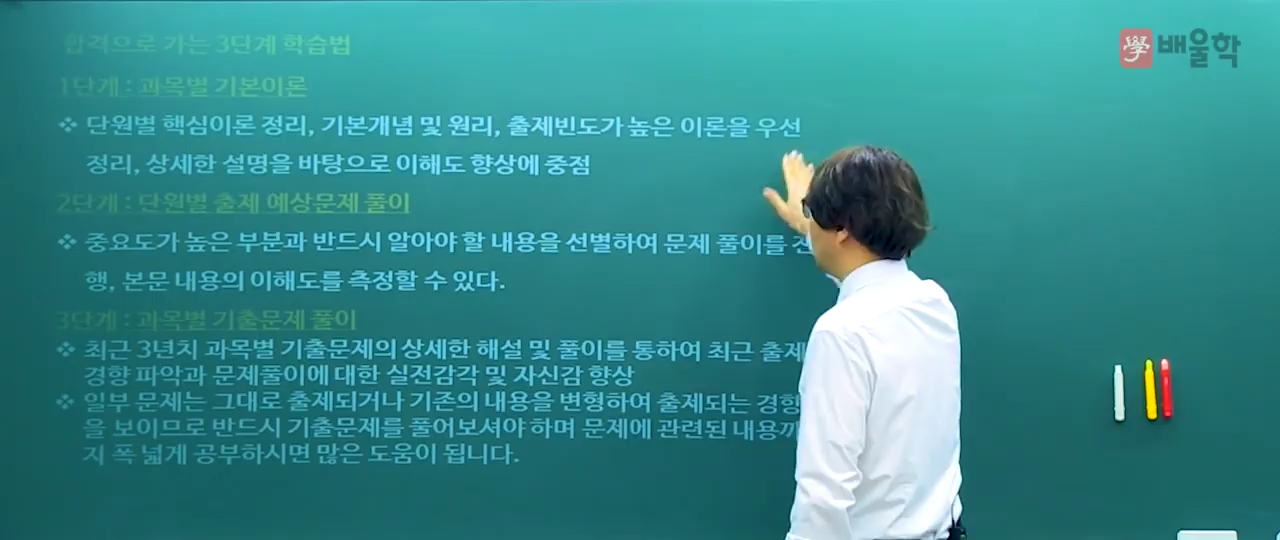 합격으로 가는 3단계 학습법
學 배울학
1단계 : 과목별 기본이론
❖ 단원별 핵심이론 정리, 기본개념 및 원리, 출제빈도가 높은 이론을 우선
정리, 상세한 설명을 바탕으로 이해도 향상에 중점
2단계 : 단원별 출제 예상문제 풀이
❖ 중요도가 높은 부분과 반드시 알아야 할 내용을 선별하여 문제 풀이를
행, 본문 내용의 이해도를 측정할 수 있다.
3단계 : 과목별 기출문제 풀이
❖ 최근 3년치 과목별 기출문제의 상세한 해설 및 풀이를 통하여 최근 출제
경향 파악과 문제풀이에 대한 실전감각 및 자신감 향상
❖ 일부 문제는 그대로 출제되거나 기존의 내용을 변형하여 출제되는 경향
을 보이므로 반드시 기출문제를 풀어보셔야 하며 문제에 관련된 내용까
지 폭 넓게 공부하시면 많은 도움이 됩니다.